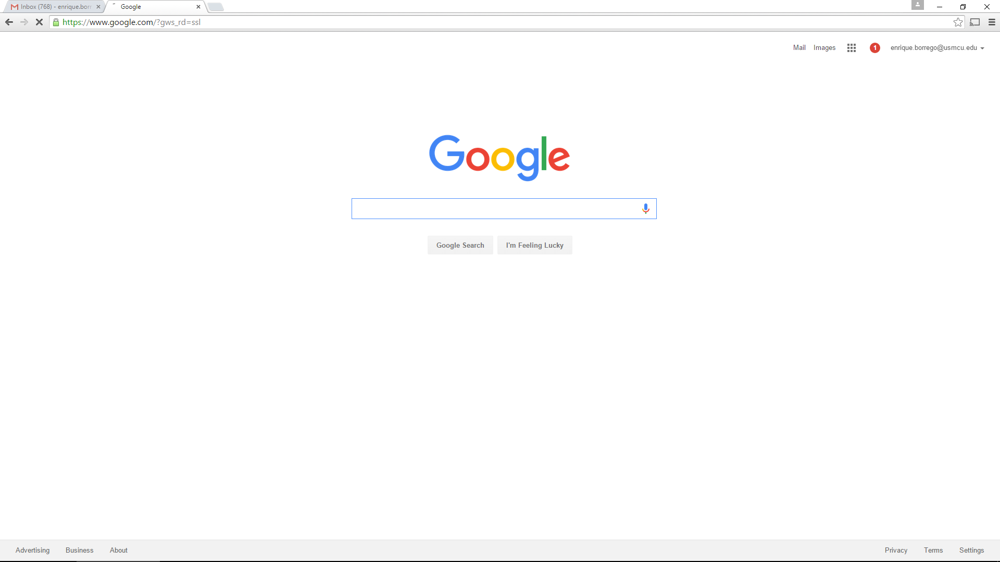 Inbox (768) - enrique.borr
Google
https://www.google.com/?gws_rd=ssl
Mail Images 1 enrique.borrego@usmcu.edu
Google
Google Search I'm Feeling Lucky
Advertising Business About Privacy Terms Settings